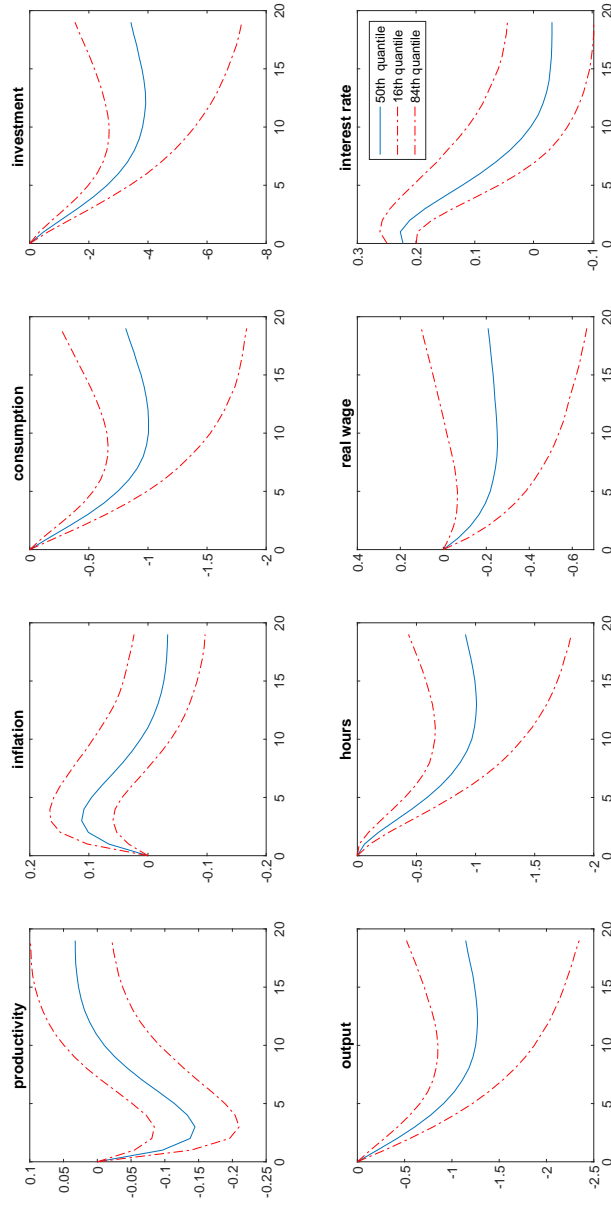 productivity
0.1
0.05
0
-0.05
-0.1
-0.15
-0.2
-0.25
0 5 10 15 20
inflation
0.2
0.1
0
-0.1
-0.2
0 5 10 15 20
consumption
0
-0.5
-1
-1.5
-2
0 5 10 15 20
investment
0
-2
-4
-6
-8
0 5 10 15 20
output
0
-0.5
-1
-1.5
-2
-2.5
0 5 10 15 20
hours
0
-0.5
-1
-1.5
-2
0 5 10 15 20
real wage
0.4
0.2
0
-0.2
-0.4
-0.6
0 5 10 15 20
interest rate
0.3
0.2
0.1
0
-0.1
0 5 10 15 20
50th quantile
16th quantile
84th quantile